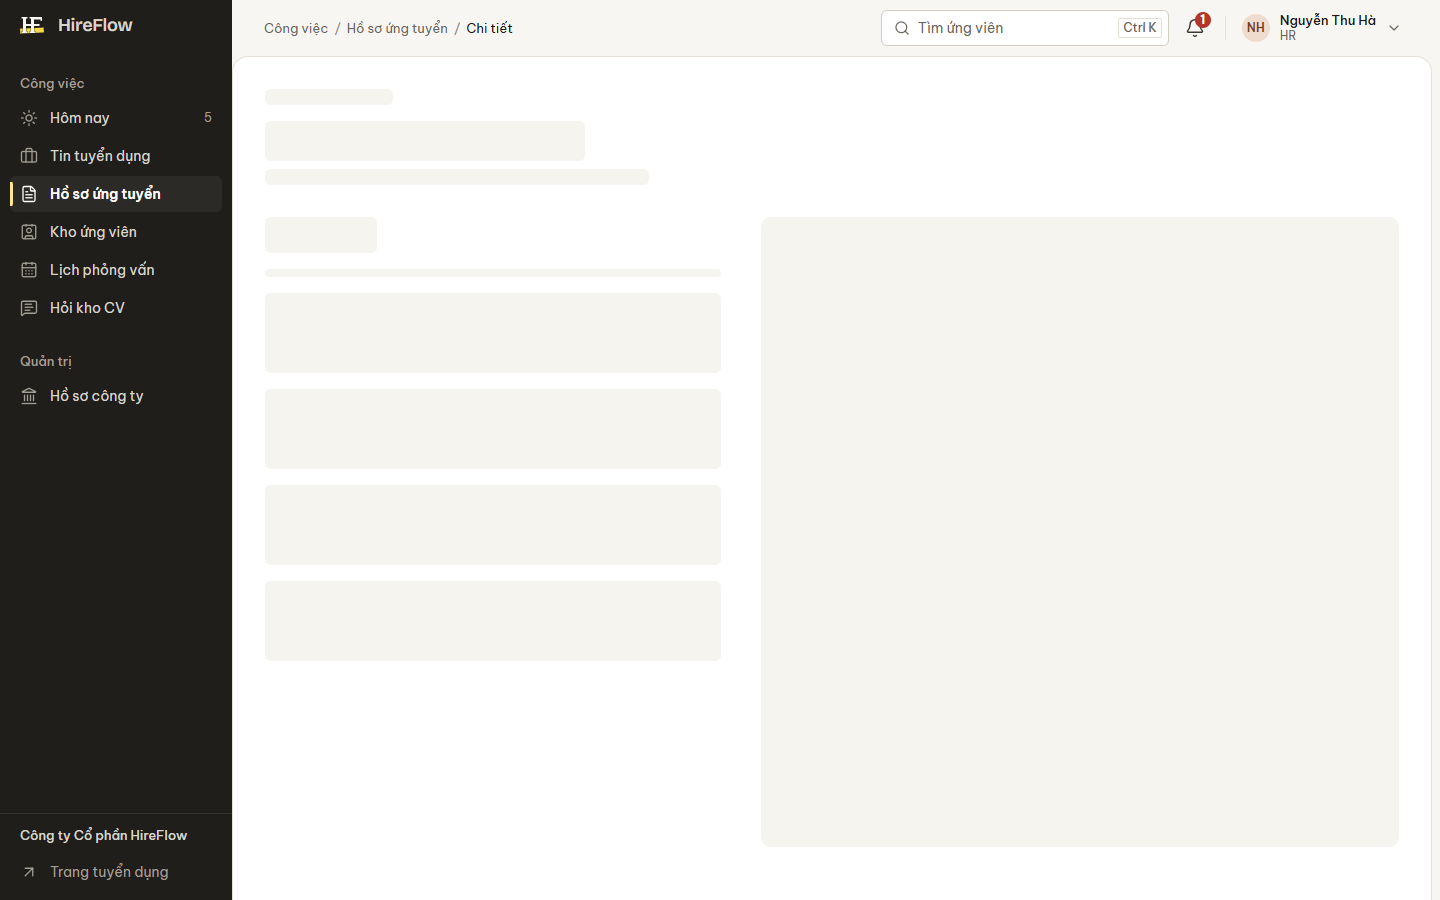 HF HireFlow
Công việc / Hồ sơ ứng tuyển / Chi tiết
Tìm ứng viên
Ctrl K
1
NH
Nguyễn Thu Hà
HR
Công việc
Hôm nay
5
Tin tuyển dụng
Hồ sơ ứng tuyển
Kho ứng viên
Lịch phỏng vấn
Hỏi kho CV
Quản trị
Hồ sơ công ty
Công ty Cổ phần HireFlow
Trang tuyển dụng